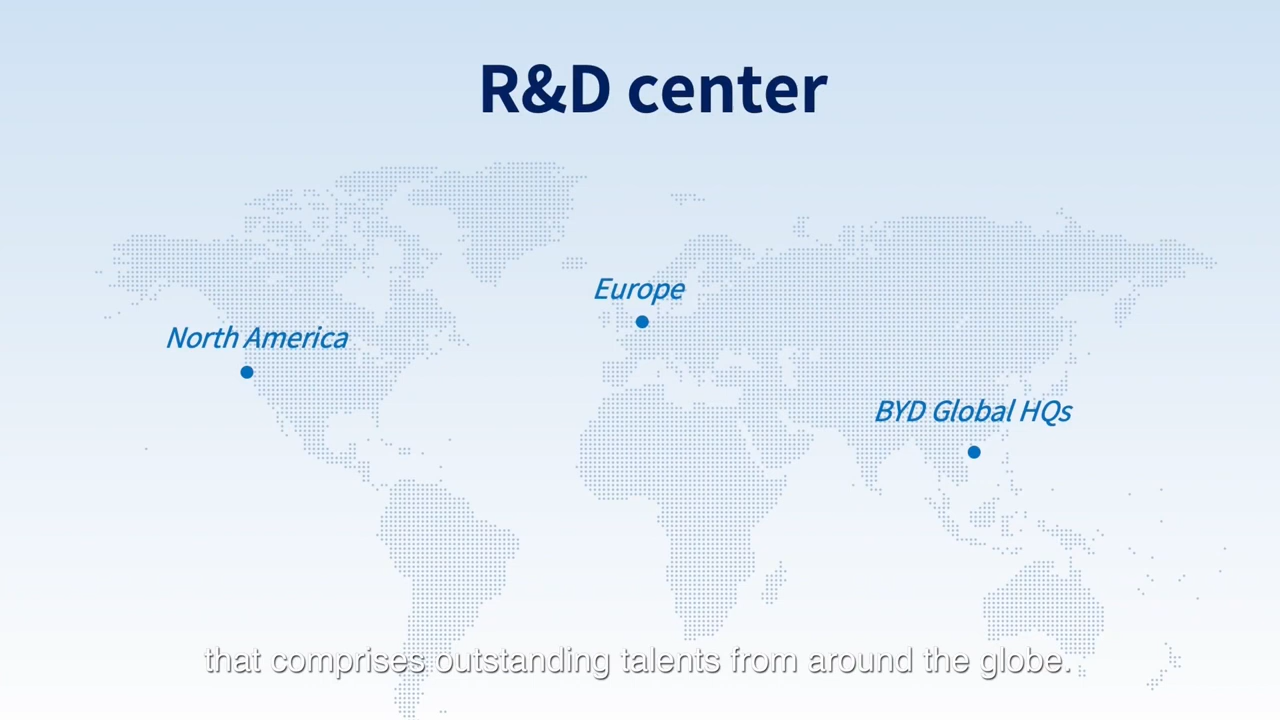 R&D center
Europe
North America
BYD Global HQs
that comprises outstanding talents from around the globe.